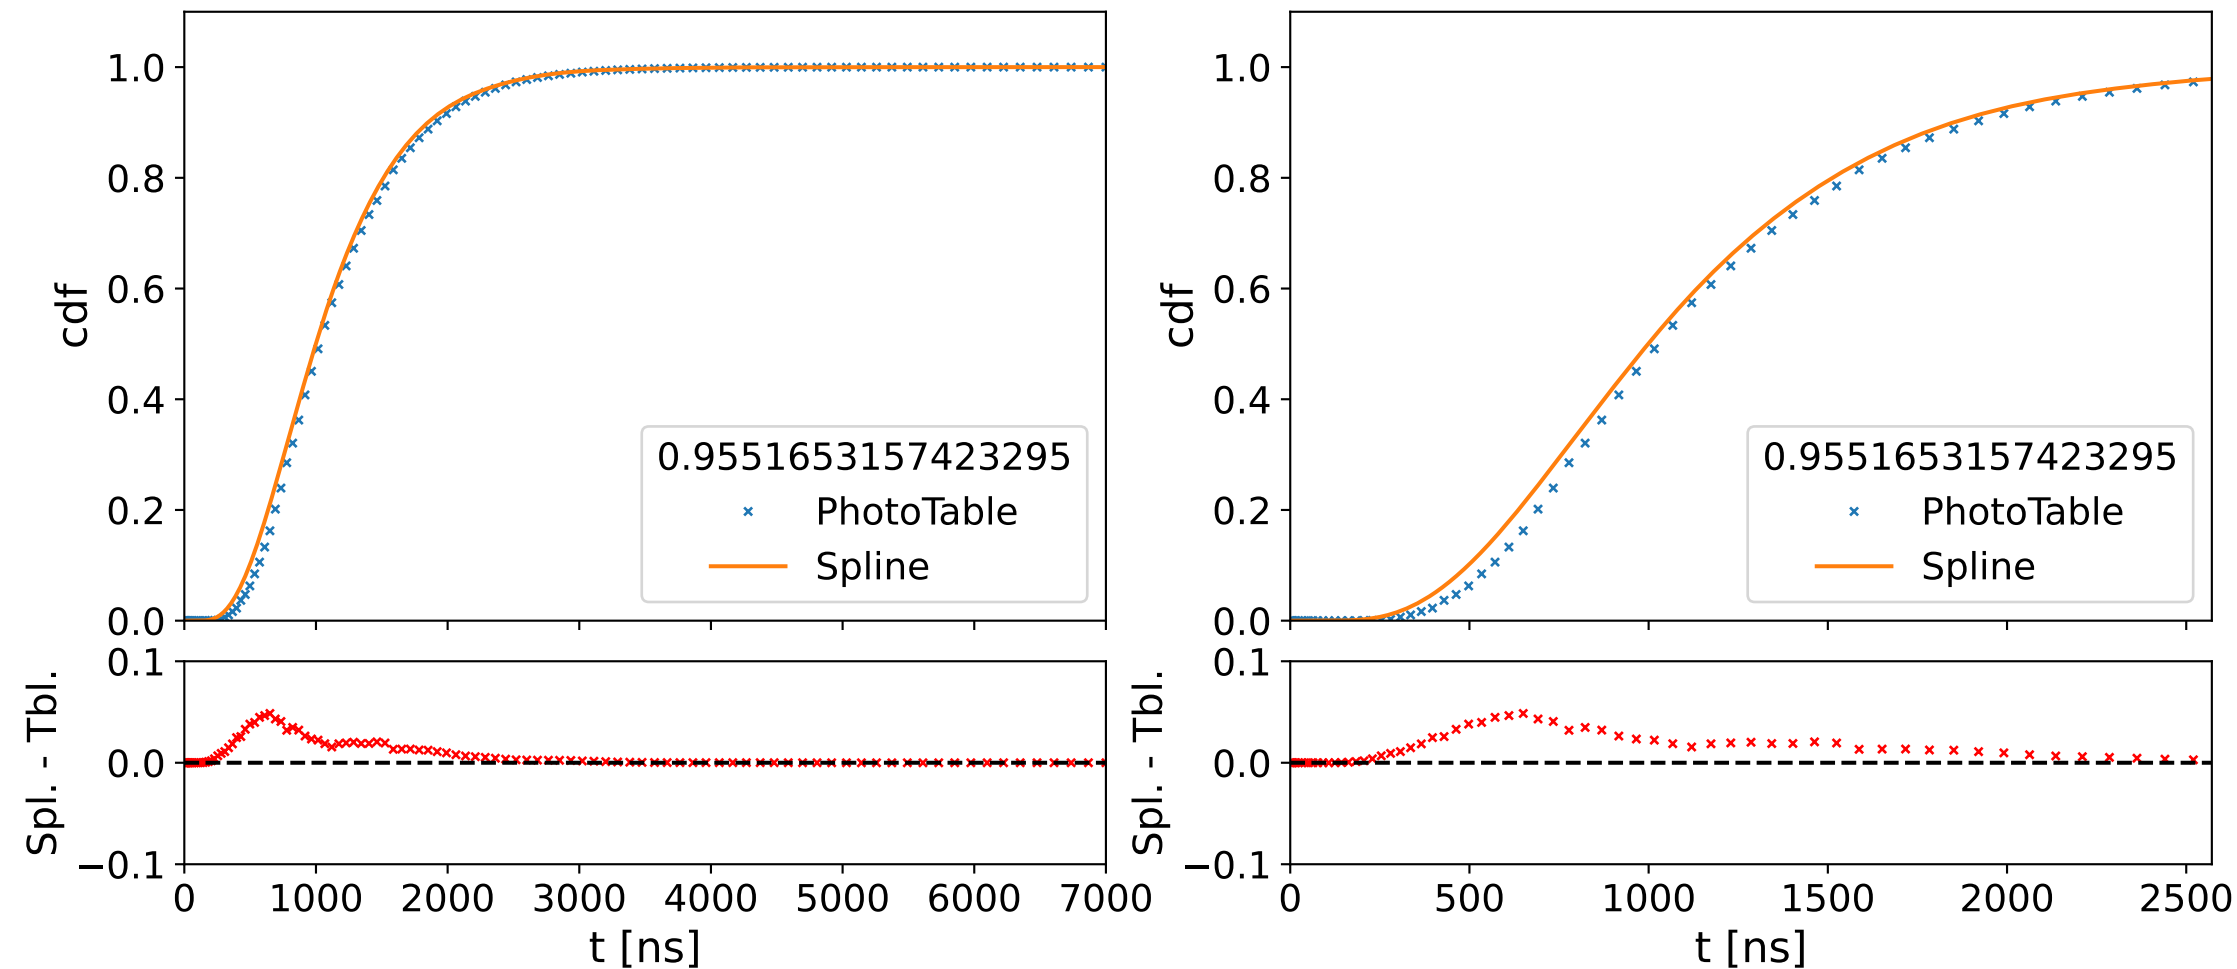 cdf
1.0
0.8
0.6
0.4
0.2
0.0
0.9551653157423295
PhotoTable
Spline
Spl. - Tbl.
0.1
0.0
−0.1
0 1000 2000 3000 4000 5000 6000 7000
t [ns]
cdf
1.0
0.8
0.6
0.4
0.2
0.0
0.9551653157423295
PhotoTable
Spline
Spl. - Tbl.
0.1
0.0
−0.1
0 500 1000 1500 2000 2500
t [ns]